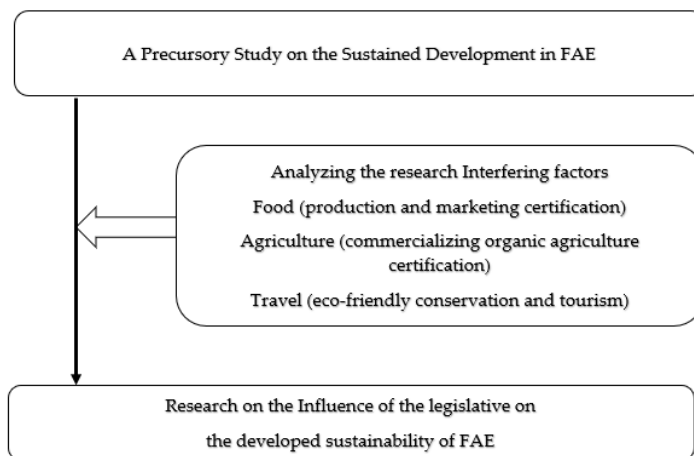 A Precursory Study on the Sustained Development in FAE
Analyzing the research Interfering factors
Food (production and marketing certification)
Agriculture (commercializing organic agriculture
certification)
Travel (eco-friendly conservation and tourism)
Research on the Influence of the legislative on
the developed sustainability of FAE